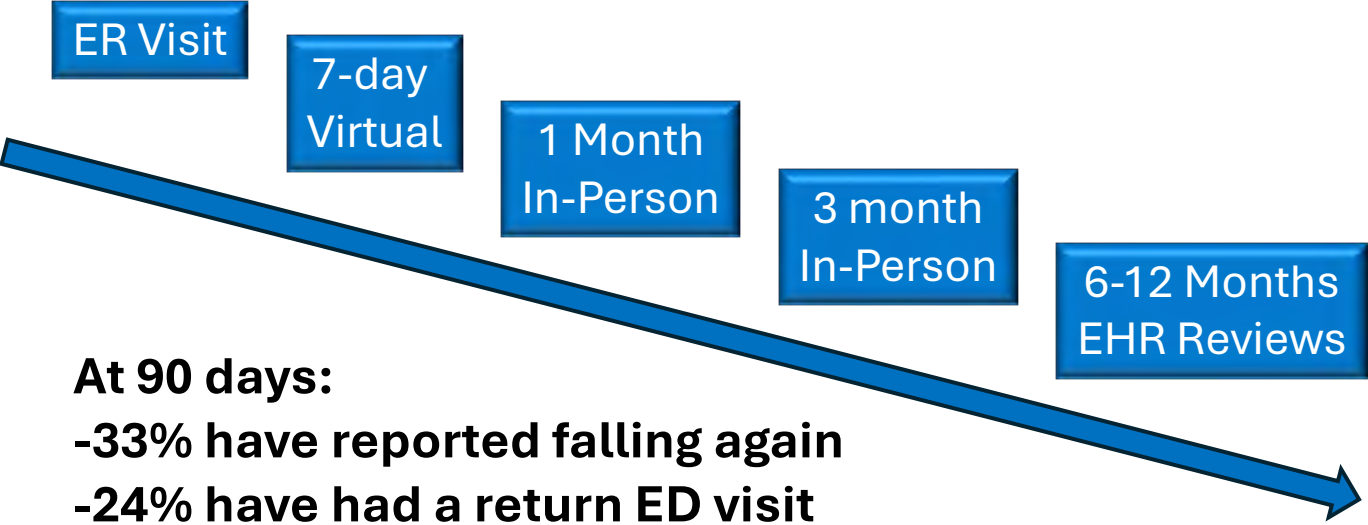 ER Visit
7-day
Virtual
1 Month
In-Person
3 month
In-Person
6-12 Months
EHR Reviews
At 90 days:
-33% have reported falling again
-24% have had a return ED visit